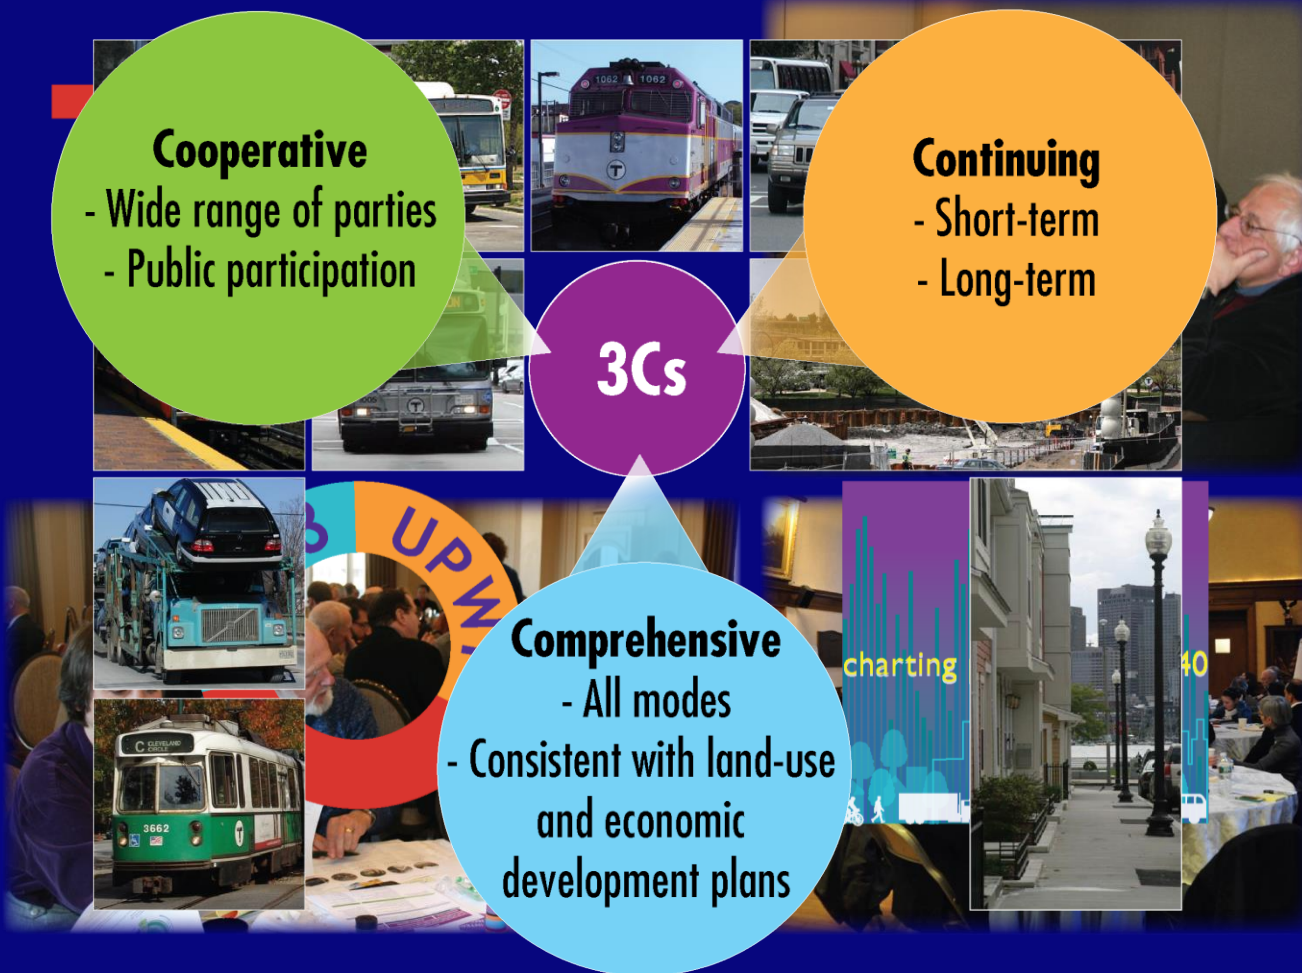 Cooperative
- Wide range of parties
- Public participation
Continuing
- Short-term
- Long-term
1062 1062
T
3Cs
T
UPW
Comprehensive
- All modes
- Consistent with land-use
and economic
development plans
charting
40
C CLEVELAND
CIRCLE
3662
T